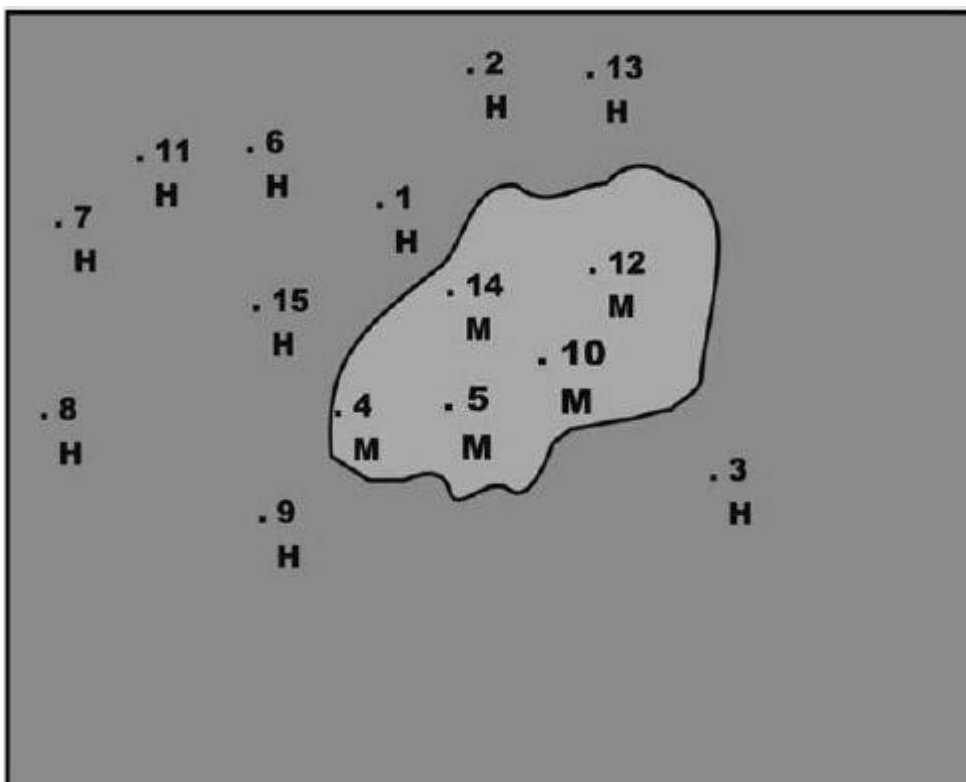 . 2
H
. 13
H
. 11
H
. 6
H
. 7
H
. 1
H
. 12
M
. 14
M
. 15
H
. 10
M
. 8
H
. 4
M
. 5
M
. 3
H
. 9
H